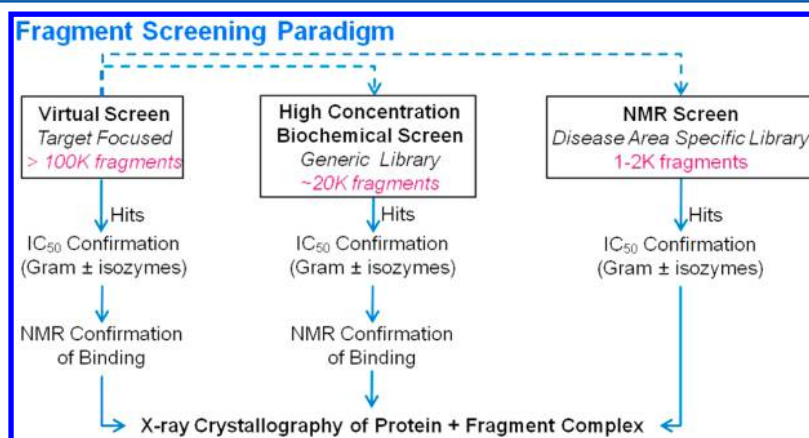 Fragment Screening Paradigm
Virtual Screen
Target Focused
> 100K fragments
Hits
IC50 Confirmation
(Gram ± isozymes)
NMR Confirmation
of Binding
High Concentration
Biochemical Screen
Generic Library
~20K fragments
Hits
IC50 Confirmation
(Gram ± isozymes)
NMR Confirmation
of Binding
NMR Screen
Disease Area Specific Library
1-2K fragments
Hits
IC50 Confirmation
(Gram ± isozymes)
X-ray Crystallography of Protein + Fragment Complex